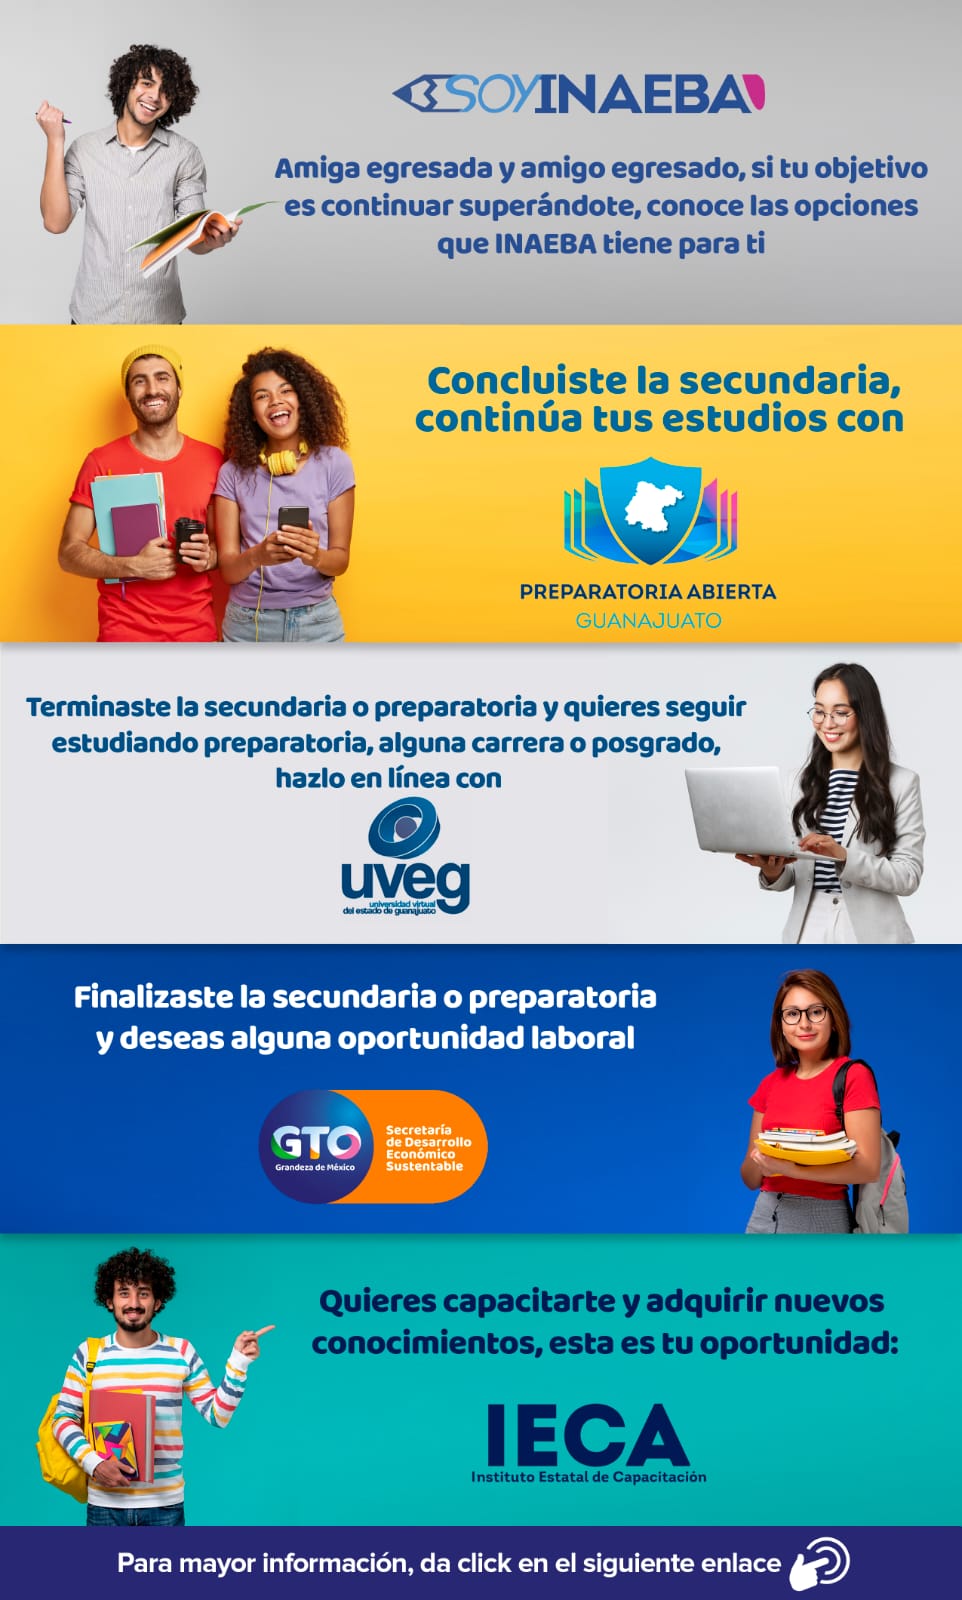 SOYINAEBA
Amiga egresada y amigo egresado, si tu objetivo
es continuar superándote, conoce las opciones
que INAEBA tiene para ti
Concluiste la secundaria,
continúa tus estudios con
PREPARATORIA ABIERTA
GUANAJUATO
Terminaste la secundaria o preparatoria y quieres seguir
estudiando preparatoria, alguna carrera o posgrado,
hazlo en línea con
uveg
universidad virtual
del estado de guanajuato
Finalizaste la secundaria o preparatoria
y deseas alguna oportunidad laboral
GTO
Grandeza de México
Secretaría
de Desarrollo
Económico
Sustentable
Quieres capacitarte y adquirir nuevos
conocimientos, esta es tu oportunidad:
IECA
Instituto Estatal de Capacitación
Para mayor información, da click en el siguiente enlace